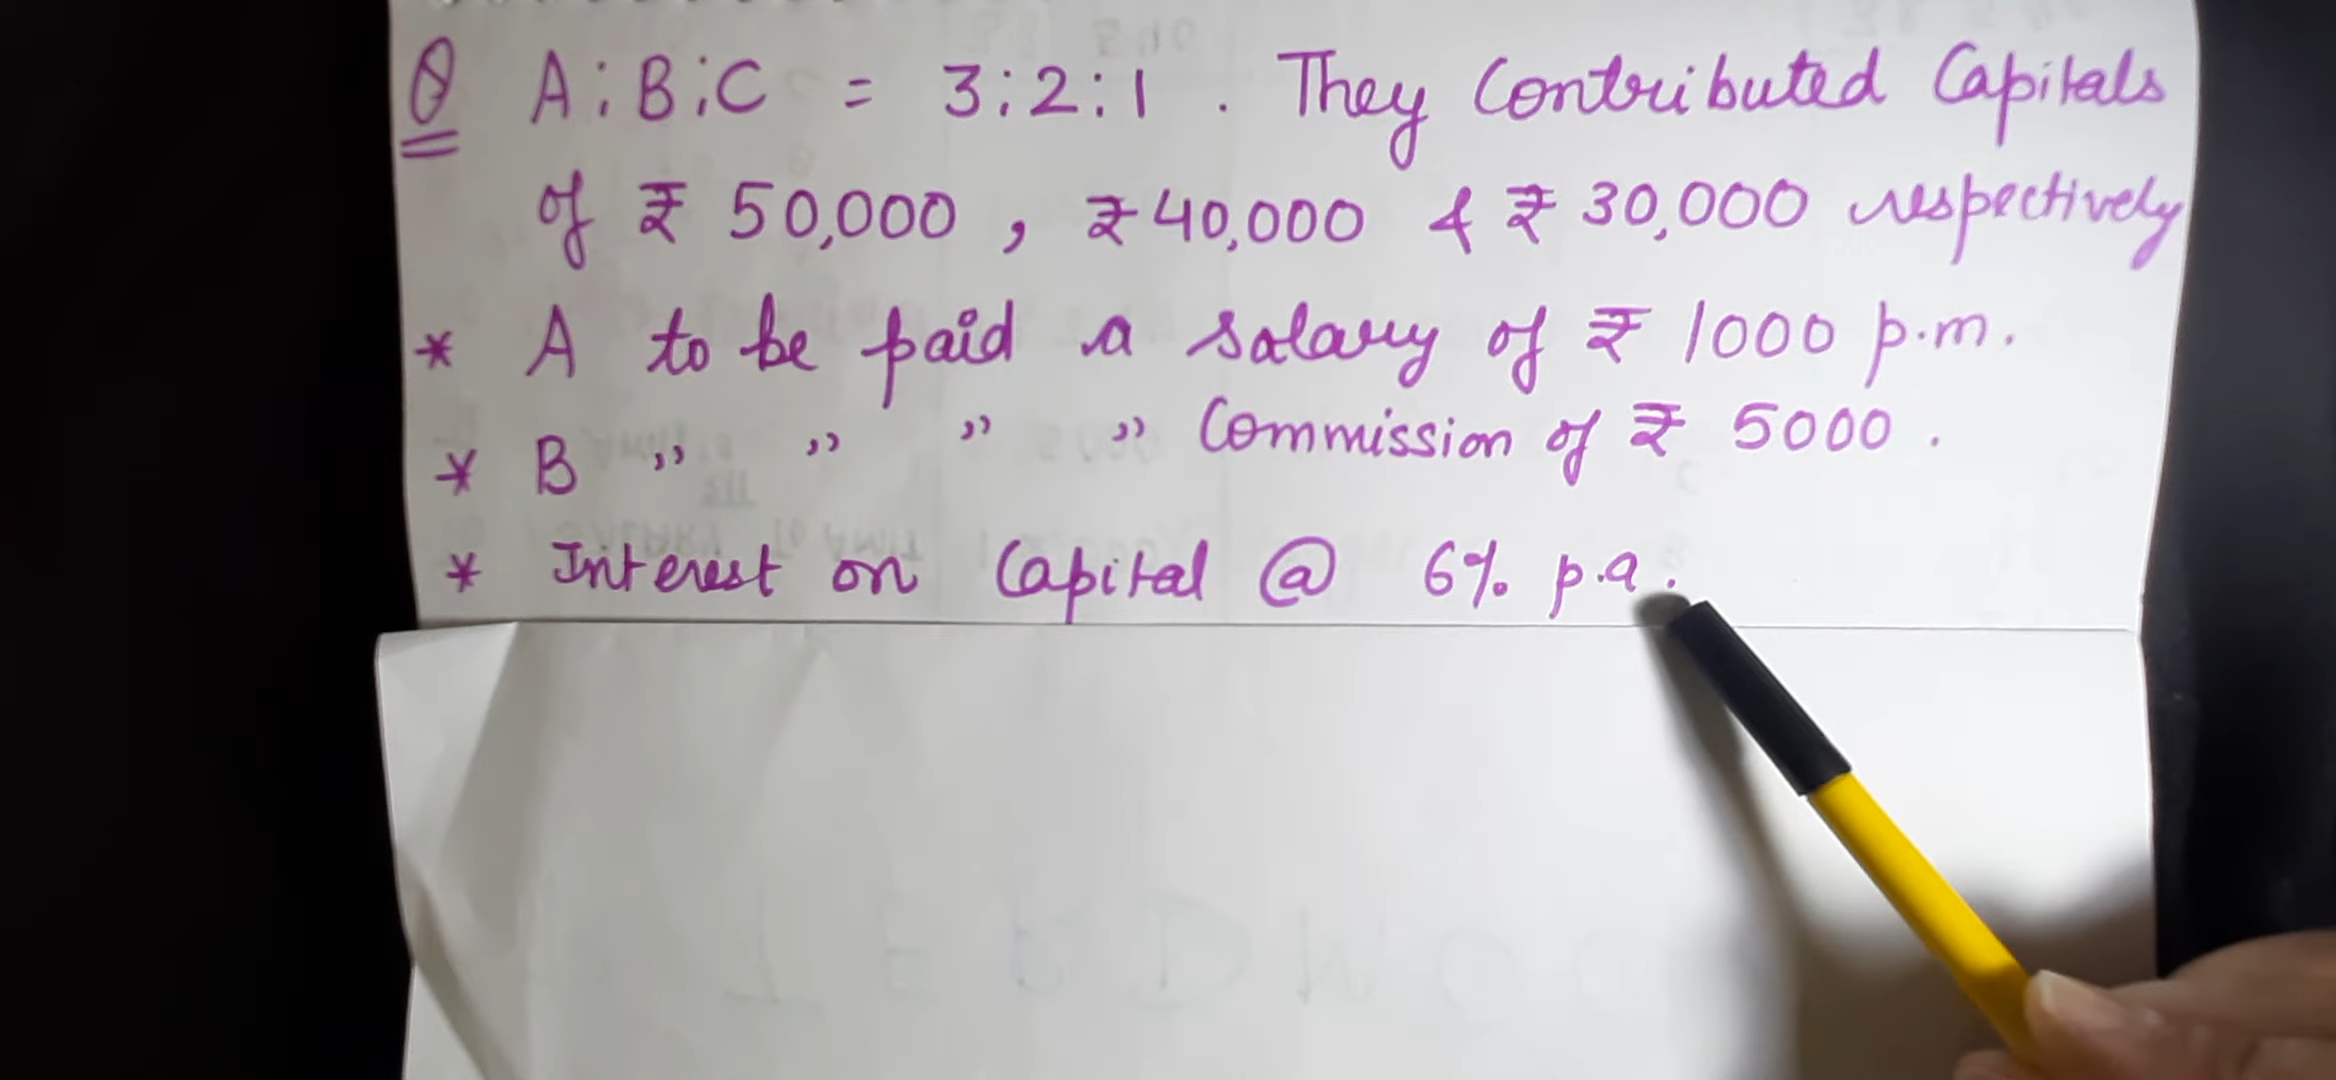 Q A:B:C = 3:2:1 . They Contributed Capitals
of ₹ 50,000 , ₹ 40,000 & ₹ 30,000 respectively
* A to be paid a salary of ₹ 1000 p.m.
* B " " " " Commission of ₹ 5000 .
* Interest on Capital @ 6% p.a.